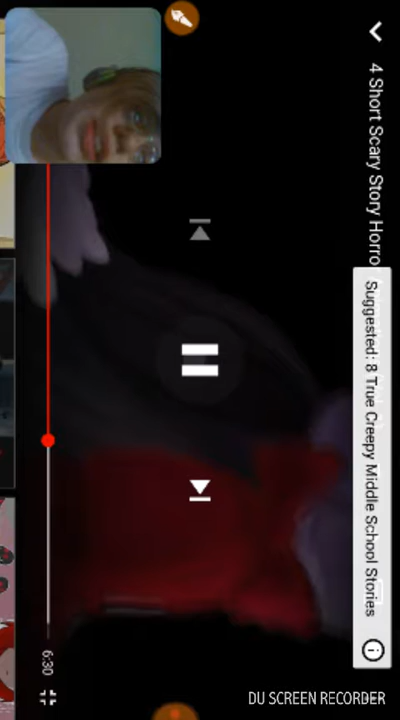 4 Short Scary Story Horro
Suggested: 8 True Creepy Middle School Stories
6:30
DU SCREEN RECORDER